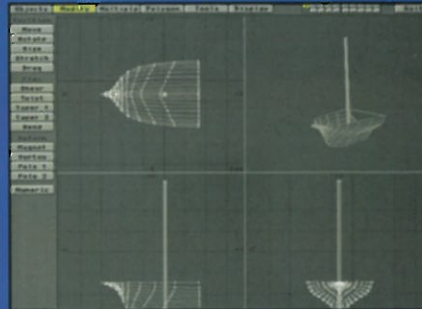 Objects Modify Multiple Polygon Tools Display
Move
Rotate
Size
Stretch
Drag
Shear
Twist
Taper 1
Taper 2
Bend
Magnet
Vortex
Pole 1
Pole 2
Numeric